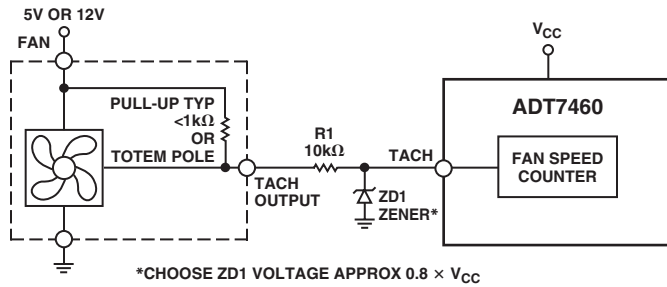 5V OR 12V
FAN
PULL-UP TYP
<1kΩ
OR
TOTEM POLE
TACH
OUTPUT
R1
10kΩ
TACH
ZD1
ZENER*
VCC
ADT7460
FAN SPEED
COUNTER
*CHOOSE ZD1 VOLTAGE APPROX 0.8 × VCC